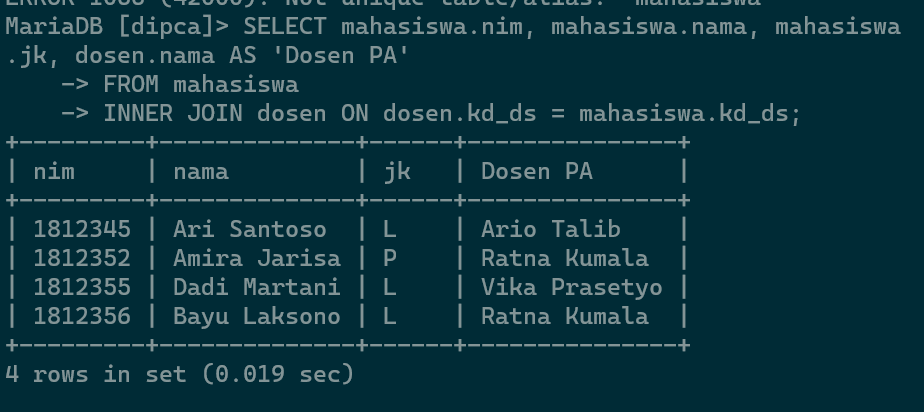 ERROR 1066 (42000): Not unique table/alias: 'mahasiswa'
MariaDB [dipca]> SELECT mahasiswa.nim, mahasiswa.nama, mahasiswa
.jk, dosen.nama AS 'Dosen PA'
    -> FROM mahasiswa
    -> INNER JOIN dosen ON dosen.kd_ds = mahasiswa.kd_ds;
+---------+--------------+------+---------------+
| nim     | nama         | jk   | Dosen PA      |
+---------+--------------+------+---------------+
| 1812345 | Ari Santoso  | L    | Ario Talib    |
| 1812352 | Amira Jarisa | P    | Ratna Kumala  |
| 1812355 | Dadi Martani | L    | Vika Prasetyo |
| 1812356 | Bayu Laksono | L    | Ratna Kumala  |
+---------+--------------+------+---------------+
4 rows in set (0.019 sec)